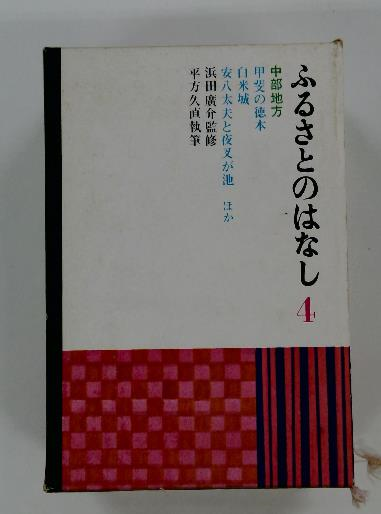 ふるさとのはなし 4
中部地方
甲斐の徳本
白米城
安八太夫と夜叉が池 ほか
浜田廣介監修
平方久直執筆